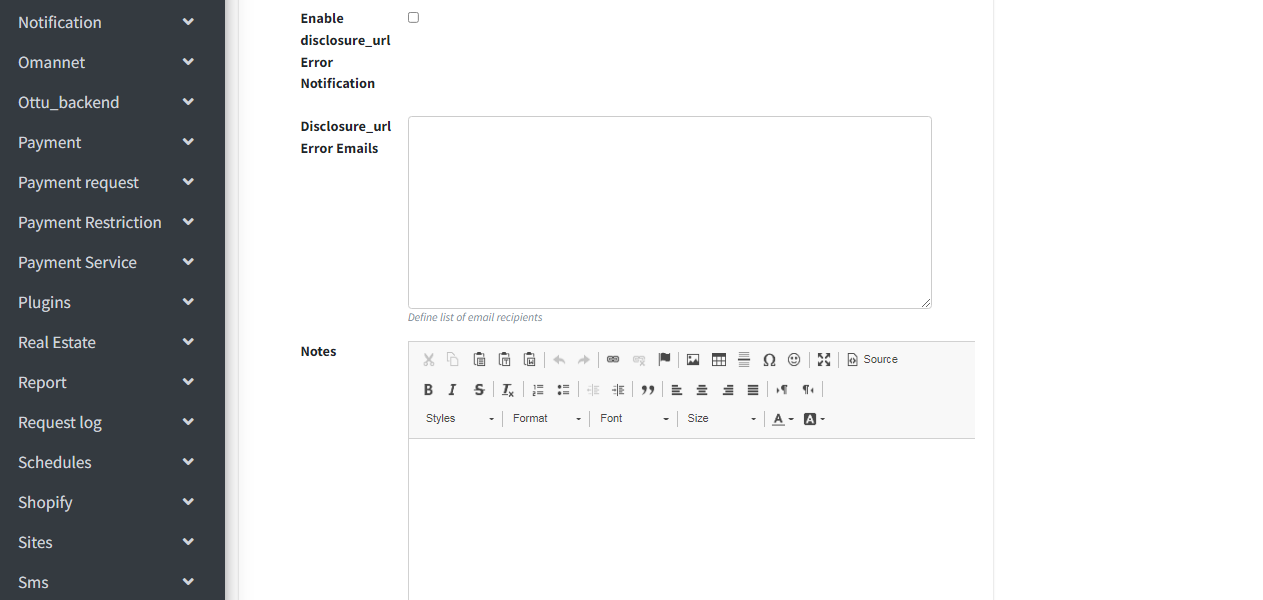 Notification
Omannet
Ottu_backend
Payment
Payment request
Payment Restriction
Payment Service
Plugins
Real Estate
Report
Request log
Schedules
Shopify
Sites
Sms
Enable
disclosure_url
Error
Notification
Disclosure_url
Error Emails
Define list of email recipients
Notes
Source
B I S Ix
Styles Format Font Size A A